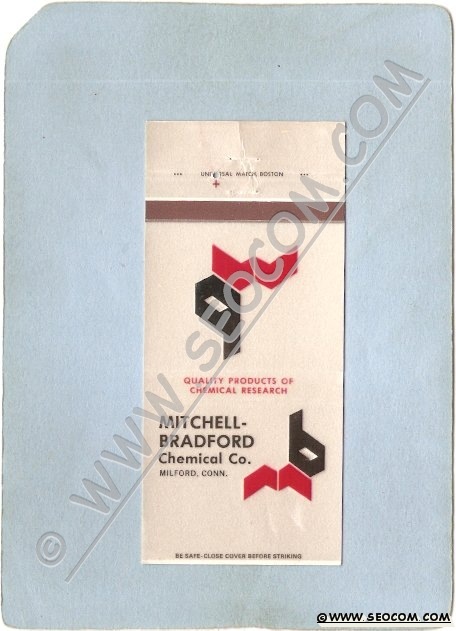 UNIVERSAL MATCH, BOSTON
QUALITY PRODUCTS OF
CHEMICAL RESEARCH
MITCHELL-
BRADFORD
Chemical Co.
MILFORD, CONN.
mb
BE SAFE-CLOSE COVER BEFORE STRIKING
© WWW.SEOCOM.COM
©WWW.SEOCOM.COM